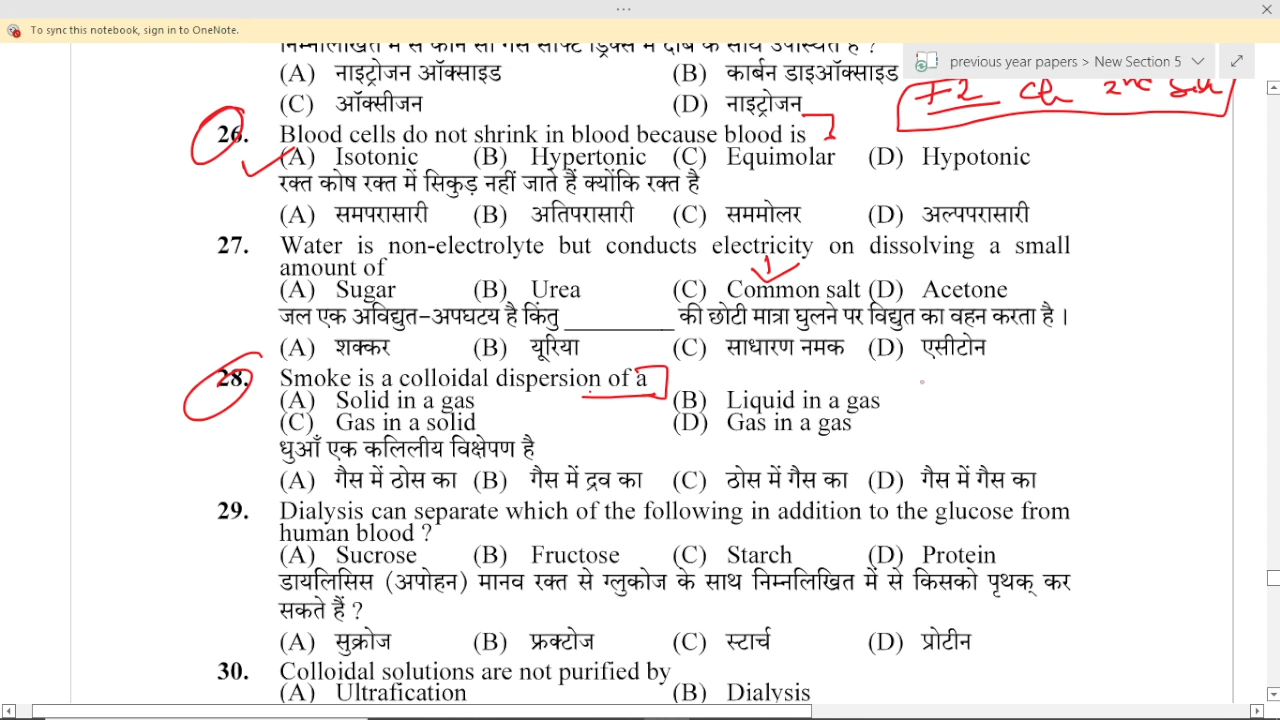 To sync this notebook, sign in to OneNote.
previous year papers > New Section 5
निम्नलिखित में से कौन सी गैस सॉफ्ट ड्रिंक्स में दाब के साथ उपस्थित है ?
(A) नाइट्रोजन ऑक्साइड (B) कार्बन डाइऑक्साइड
(C) ऑक्सीजन (D) नाइट्रोजन
26. Blood cells do not shrink in blood because blood is
(A) Isotonic (B) Hypertonic (C) Equimolar (D) Hypotonic
रक्त कोष रक्त में सिकुड़ नहीं जाते हैं क्योंकि रक्त है
(A) समपरासारी (B) अतिपरासारी (C) सममोलर (D) अल्पपरासारी
27. Water is non-electrolyte but conducts electricity on dissolving a small
amount of
(A) Sugar (B) Urea (C) Common salt (D) Acetone
जल एक अविद्युत-अपघटय है किंतु __________ की छोटी मात्रा घुलने पर विद्युत का वहन करता है ।
(A) शक्कर (B) यूरिया (C) साधारण नमक (D) एसीटोन
28. Smoke is a colloidal dispersion of a
(A) Solid in a gas (B) Liquid in a gas
(C) Gas in a solid (D) Gas in a gas
धुआँ एक कलिलीय विक्षेपण है
(A) गैस में ठोस का (B) गैस में द्रव का (C) ठोस में गैस का (D) गैस में गैस का
29. Dialysis can separate which of the following in addition to the glucose from
human blood ?
(A) Sucrose (B) Fructose (C) Starch (D) Protein
डायलिसिस (अपोहन) मानव रक्त से ग्लुकोज के साथ निम्नलिखित में से किसको पृथक् कर
सकते हैं ?
(A) सुक्रोज (B) फ्रक्टोज (C) स्टार्च (D) प्रोटीन
30. Colloidal solutions are not purified by
(A) Ultrafication (B) Dialysis